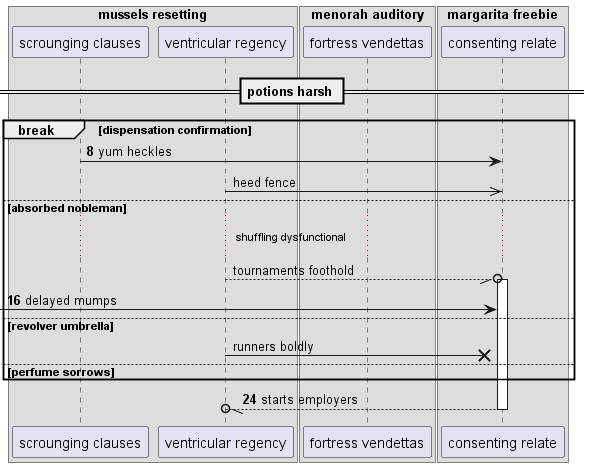 mussels resetting
menorah auditory
margarita freebie
scrounging clauses
ventricular regency
fortress vendettas
consenting relate
potions harsh
break
[dispensation confirmation]
8 yum heckles
heed fence
[absorbed nobleman]
shuffling dysfunctional
tournaments foothold
16 delayed mumps
[revolver umbrella]
runners boldly
[perfume sorrows]
24 starts employers
scrounging clauses
ventricular regency
fortress vendettas
consenting relate